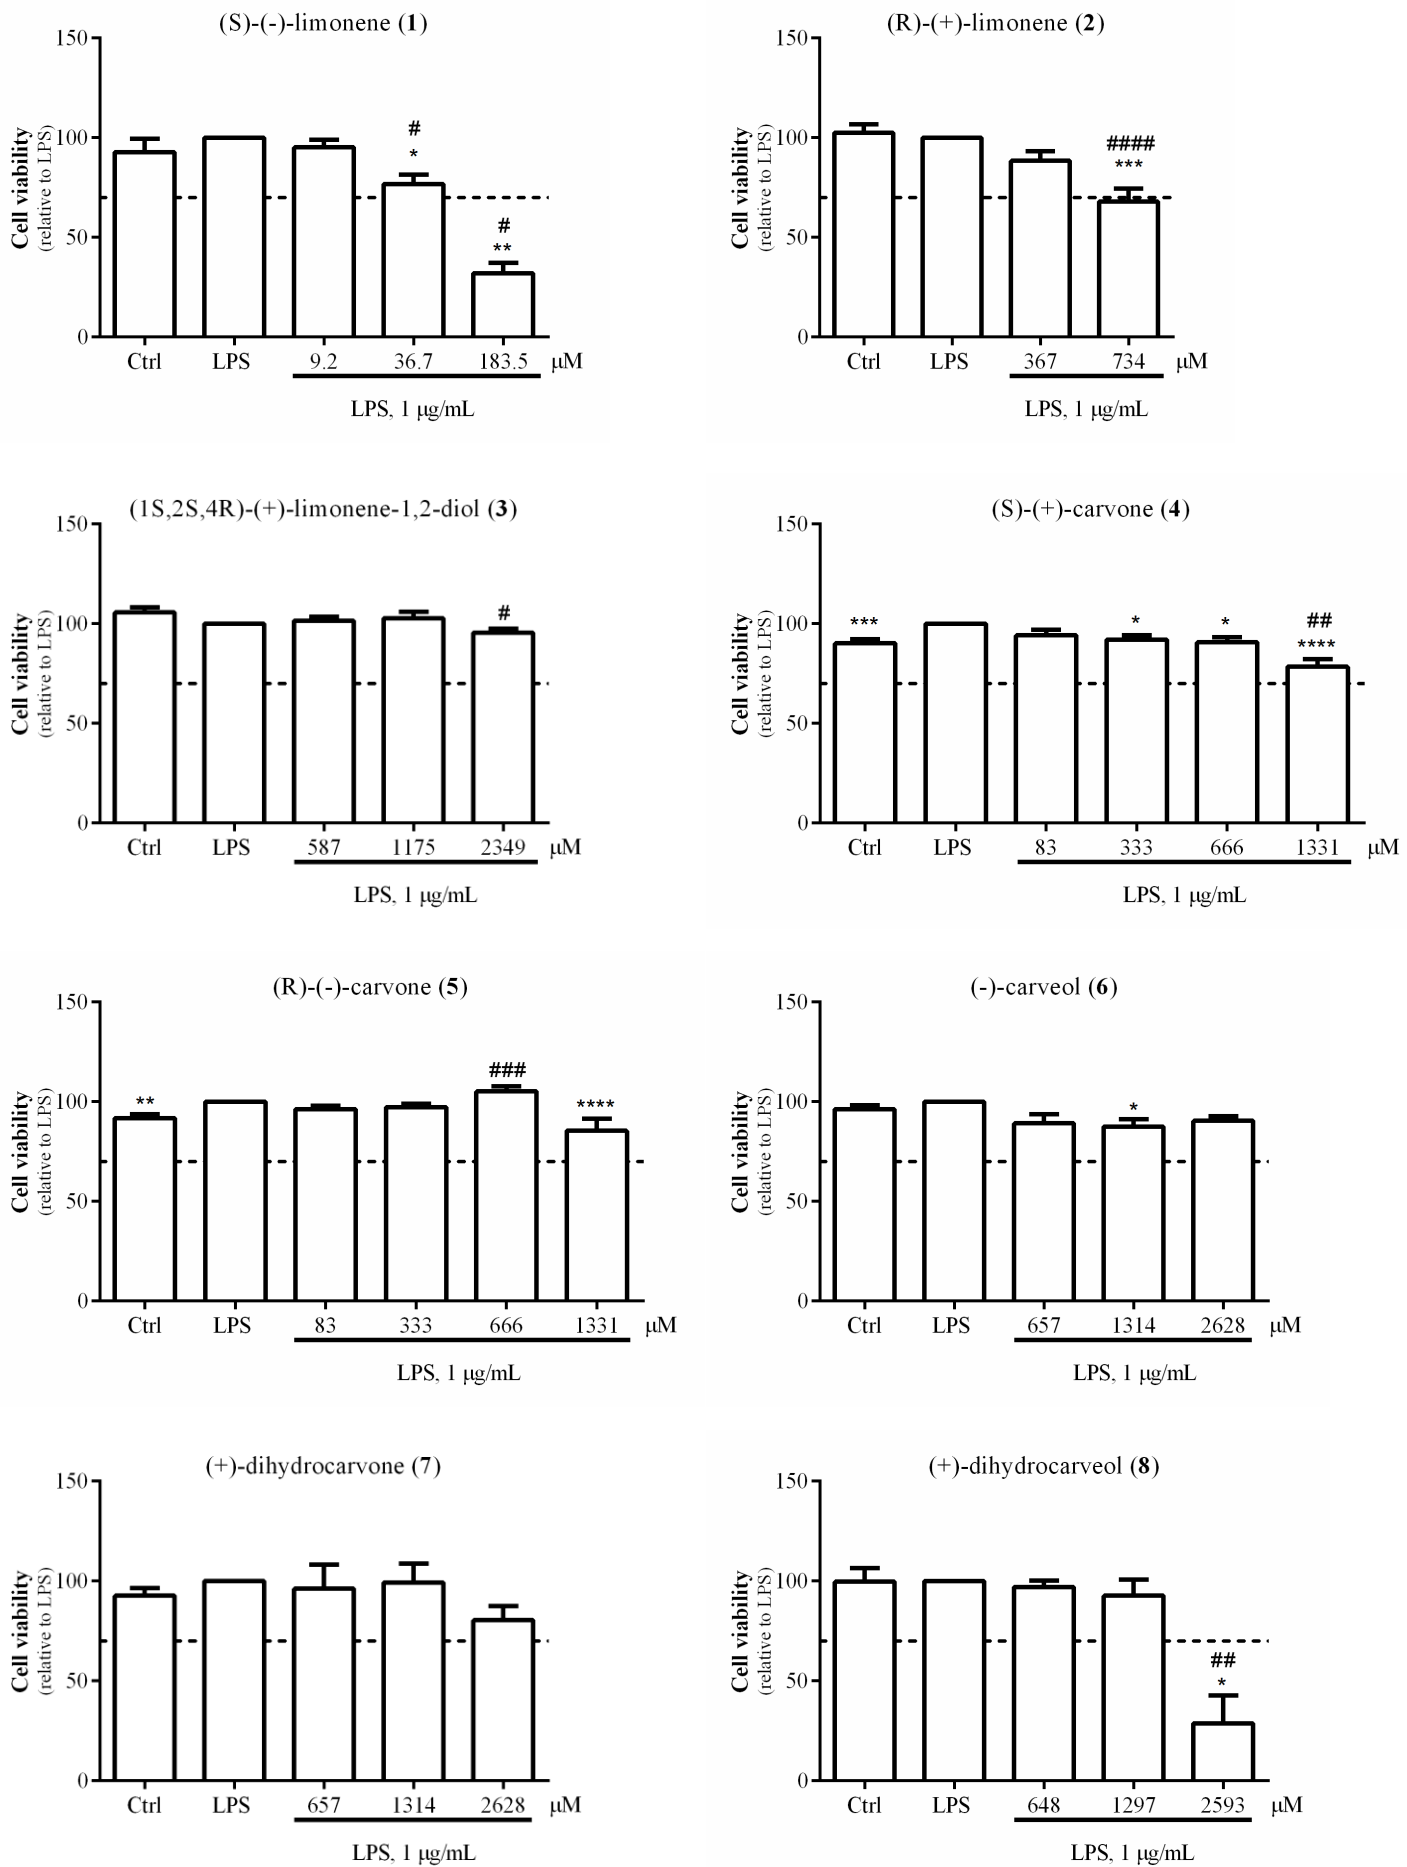 (S)-(-)-limonene (1)
150
100
50
0
Cell viability
(relative to LPS)
#
*
#
**
Ctrl LPS 9.2 36.7 183.5 μM
LPS, 1 μg/mL
(R)-(+)-limonene (2)
150
100
50
0
Cell viability
(relative to LPS)
####
***
Ctrl LPS 367 734 μM
LPS, 1 μg/mL
(1S,2S,4R)-(+)-limonene-1,2-diol (3)
150
100
50
0
Cell viability
(relative to LPS)
#
Ctrl LPS 587 1175 2349 μM
LPS, 1 μg/mL
(S)-(+)-carvone (4)
150
100
50
0
Cell viability
(relative to LPS)
*** * * ##
****
Ctrl LPS 83 333 666 1331 μM
LPS, 1 μg/mL
(R)-(-)-carvone (5)
150
100
50
0
Cell viability
(relative to LPS)
###
** ****
Ctrl LPS 83 333 666 1331 μM
LPS, 1 μg/mL
(-)-carveol (6)
150
100
50
0
Cell viability
(relative to LPS)
*
Ctrl LPS 657 1314 2628 μM
LPS, 1 μg/mL
(+)-dihydrocarvone (7)
150
100
50
0
Cell viability
(relative to LPS)
Ctrl LPS 657 1314 2628 μM
LPS, 1 μg/mL
(+)-dihydrocarveol (8)
150
100
50
0
Cell viability
(relative to LPS)
##
*
Ctrl LPS 648 1297 2593 μM
LPS, 1 μg/mL